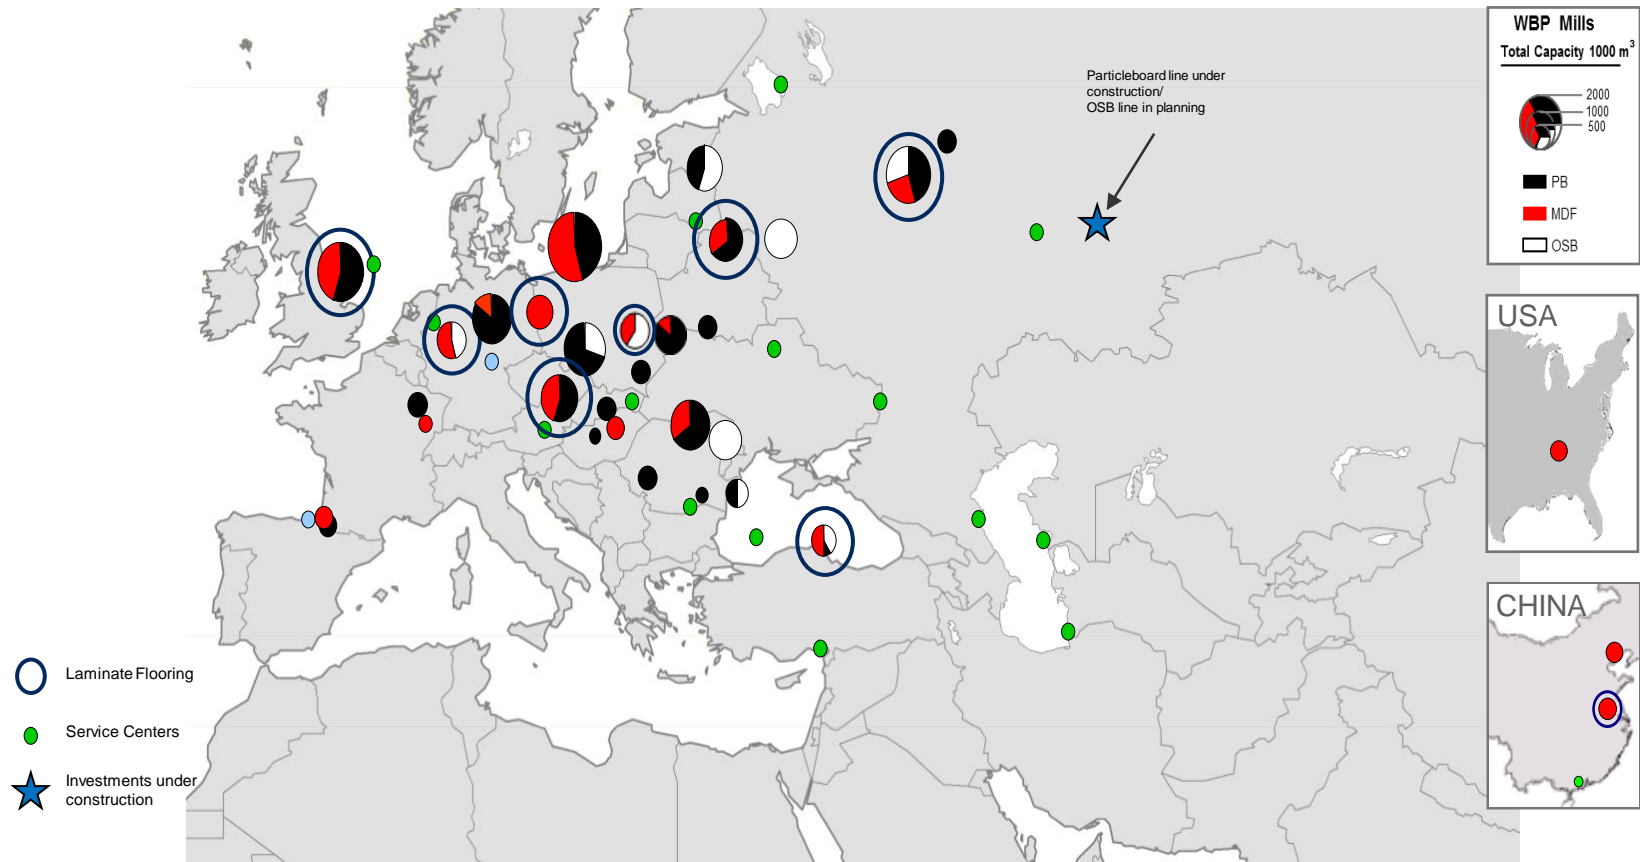 WBP Mills
Total Capacity 1000 m3
2000
1000
500
PB
MDF
OSB
Particleboard line under
construction/
OSB line in planning
USA
CHINA
Laminate Flooring
Service Centers
Investments under
construction